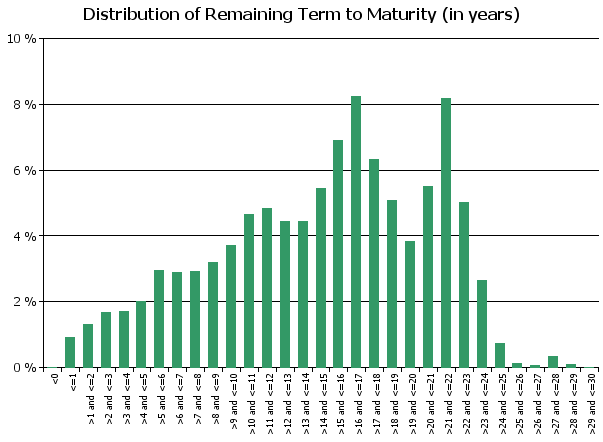 Distribution of Remaining Term to Maturity (in years)
10 %
8 %
6 %
4 %
2 %
0 %
<0
<=1
>1 and <=2
>2 and <=3
>3 and <=4
>4 and <=5
>5 and <=6
>6 and <=7
>7 and <=8
>8 and <=9
>9 and <=10
>10 and <=11
>11 and <=12
>12 and <=13
>13 and <=14
>14 and <=15
>15 and <=16
>16 and <=17
>17 and <=18
>18 and <=19
>19 and <=20
>20 and <=21
>21 and <=22
>22 and <=23
>23 and <=24
>24 and <=25
>25 and <=26
>26 and <=27
>27 and <=28
>28 and <=29
>29 and <=30